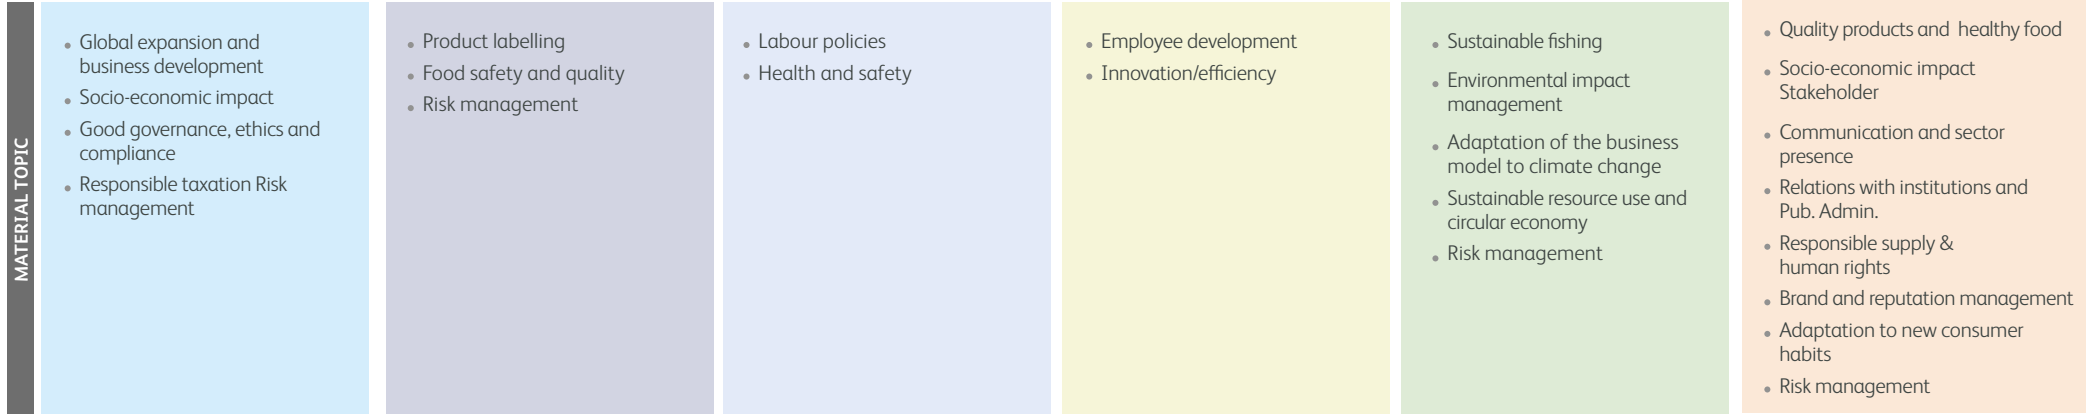 MATERIAL TOPIC
• Global expansion and
business development
• Socio-economic impact
• Good governance, ethics and
compliance
• Responsible taxation Risk
management
• Product labelling
• Food safety and quality
• Risk management
• Labour policies
• Health and safety
• Employee development
• Innovation/efficiency
• Sustainable fishing
• Environmental impact
management
• Adaptation of the business
model to climate change
• Sustainable resource use and
circular economy
• Risk management
• Quality products and healthy food
• Socio-economic impact
Stakeholder
• Communication and sector
presence
• Relations with institutions and
Pub. Admin.
• Responsible supply &
human rights
• Brand and reputation management
• Adaptation to new consumer
habits
• Risk management